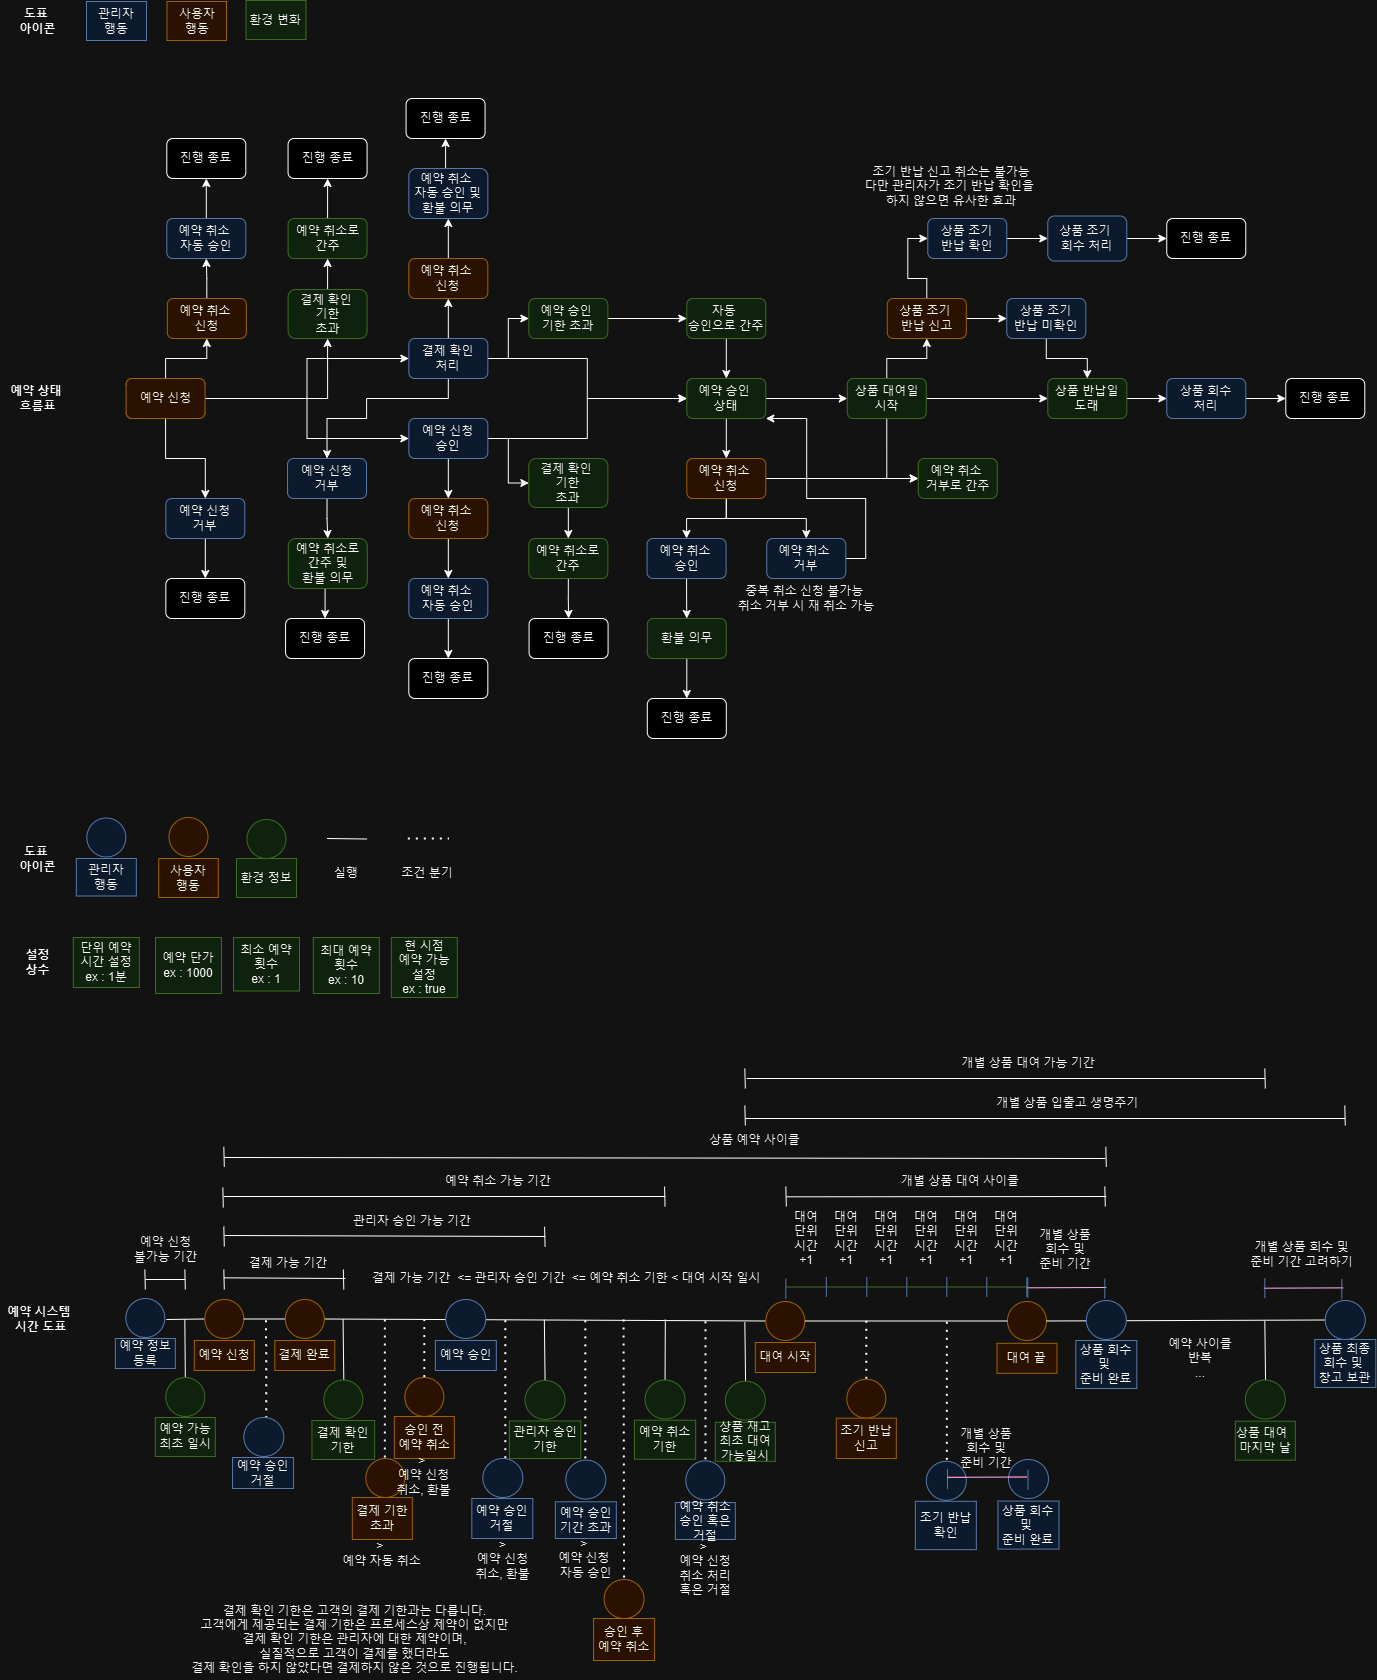 도표
아이콘
관리자
행동
사용자
행동
환경 변화
진행 종료
진행 종료
진행 종료
예약 취소
자동 승인 및
환불 의무
조기 반납 신고 취소는 불가능
다만 관리자가 조기 반납 확인을
하지 않으면 유사한 효과
예약 취소
자동 승인
예약 취소로
간주
상품 조기
반납 확인
상품 조기
회수 처리
진행 종료
예약 취소
신청
예약 취소
신청
결제 확인
기한
초과
예약 승인
기한 초과
자동
승인으로 간주
상품 조기
반납 신고
상품 조기
반납 미확인
결제 확인
처리
예약 상태
흐름표
예약 신청
예약 승인
상태
상품 대여일
시작
상품 반납일
도래
상품 회수
처리
진행 종료
예약 신청
승인
예약 신청
거부
결제 확인
기한
초과
예약 취소
신청
예약 취소
거부로 간주
예약 신청
거부
예약 취소
신청
예약 취소로
간주 및
환불 의무
예약 취소로
간주
예약 취소
승인
예약 취소
거부
중복 취소 신청 불가능
취소 거부 시 재 취소 가능
진행 종료
예약 취소
자동 승인
진행 종료
진행 종료
환불 의무
진행 종료
진행 종료
도표
아이콘
관리자
행동
사용자
행동
환경 정보
실행
조건 분기
설정
상수
단위 예약
시간 설정
ex : 1분
예약 단가
ex : 1000
최소 예약
횟수
ex : 1
최대 예약
횟수
ex : 10
현 시점
예약 가능
설정
ex : true
개별 상품 대여 가능 기간
개별 상품 입출고 생명주기
상품 예약 사이클
예약 취소 가능 기간
개별 상품 대여 사이클
관리자 승인 가능 기간
대여
단위
시간
+1
대여
단위
시간
+1
대여
단위
시간
+1
대여
단위
시간
+1
대여
단위
시간
+1
대여
단위
시간
+1
개별 상품
회수 및
준비 기간
예약 신청
불가능 기간
결제 가능 기간
개별 상품 회수 및
준비 기간 고려하기
결제 가능 기간 <= 관리자 승인 기간 <= 예약 취소 기한 < 대여 시작 일시
예약 시스템
시간 도표
예약 정보
등록
예약 신청
결제 완료
예약 승인
대여 시작
대여 끝
상품 회수
및
준비 완료
예약 사이클
반복
...
상품 최종
회수 및
창고 보관
예약 가능
최초 일시
예약 승인
거절
결제 확인
기한
승인 전
예약 취소
>
예약 신청
취소, 환불
관리자 승인
기한
예약 취소
기한
상품 재고
최초 대여
가능일시
조기 반납
신고
개별 상품
회수 및
준비 기간
상품 대여
마지막 날
결제 기한
초과
>
예약 자동 취소
예약 승인
거절
>
예약 신청
취소, 환불
예약 승인
기간 초과
>
예약 신청
자동 승인
예약 취소
승인 혹은
거절
>
예약 신청
취소 처리
혹은 거절
조기 반납
확인
상품 회수
및
준비 완료
승인 후
예약 취소
결제 확인 기한은 고객의 결제 기한과는 다릅니다.
고객에게 제공되는 결제 기한은 프로세스상 제약이 없지만
결제 확인 기한은 관리자에 대한 제약이며,
실질적으로 고객이 결제를 했더라도
결제 확인을 하지 않았다면 결제하지 않은 것으로 진행됩니다.